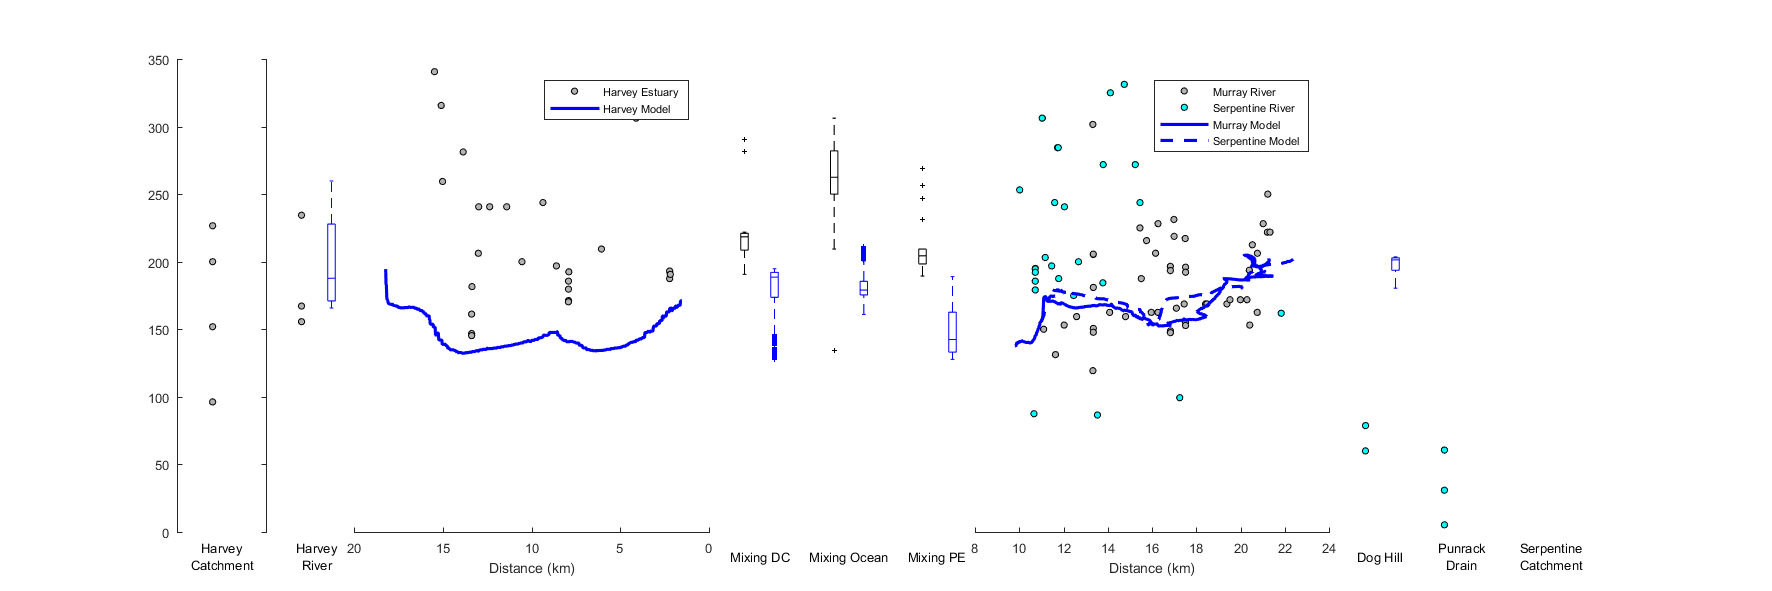 350
300
250
200
150
100
50
0
Harvey Estuary
Harvey Model
Murray River
Serpentine River
Murray Model
Serpentine Model
Harvey
Catchment
Harvey
River
20 15 10 5 0
Distance (km)
Mixing DC
Mixing Ocean
Mixing PE
8 10 12 14 16 18 20 22 24
Distance (km)
Dog Hill
Punrack
Drain
Serpentine
Catchment